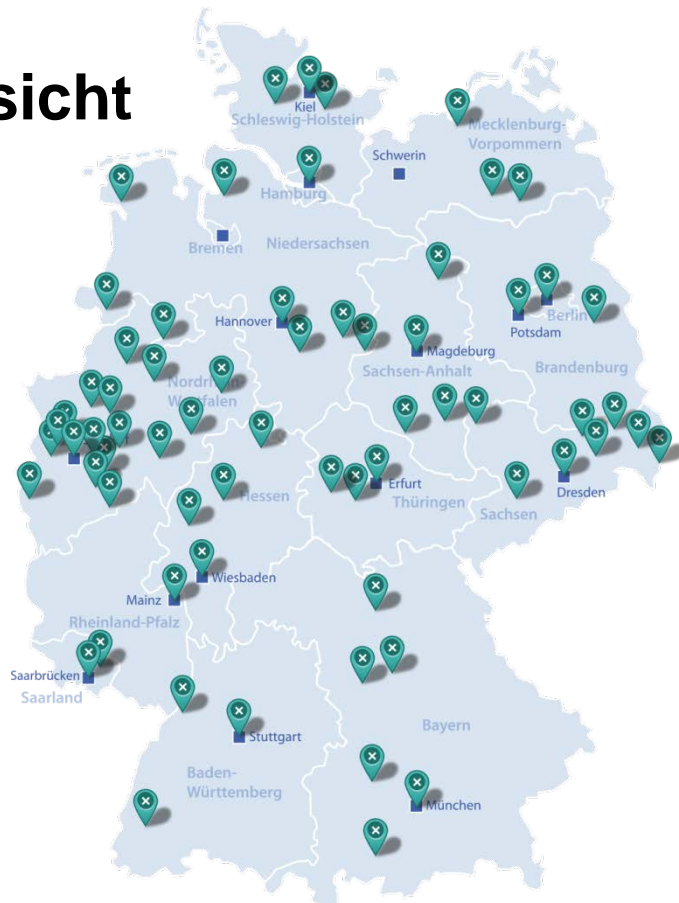 sicht
Kiel
Schleswig-Holstein
Mecklenburg-
Vorpommern
Schwerin
Hamburg
Bremen
Niedersachsen
Hannover
Berlin
Potsdam
Magdeburg
Sachsen-Anhalt
Brandenburg
Nordrhein-
Westfalen
Hessen
Erfurt
Thüringen
Dresden
Sachsen
Wiesbaden
Mainz
Rheinland-Pfalz
Saarbrücken
Saarland
Stuttgart
Bayern
Baden-
Württemberg
München